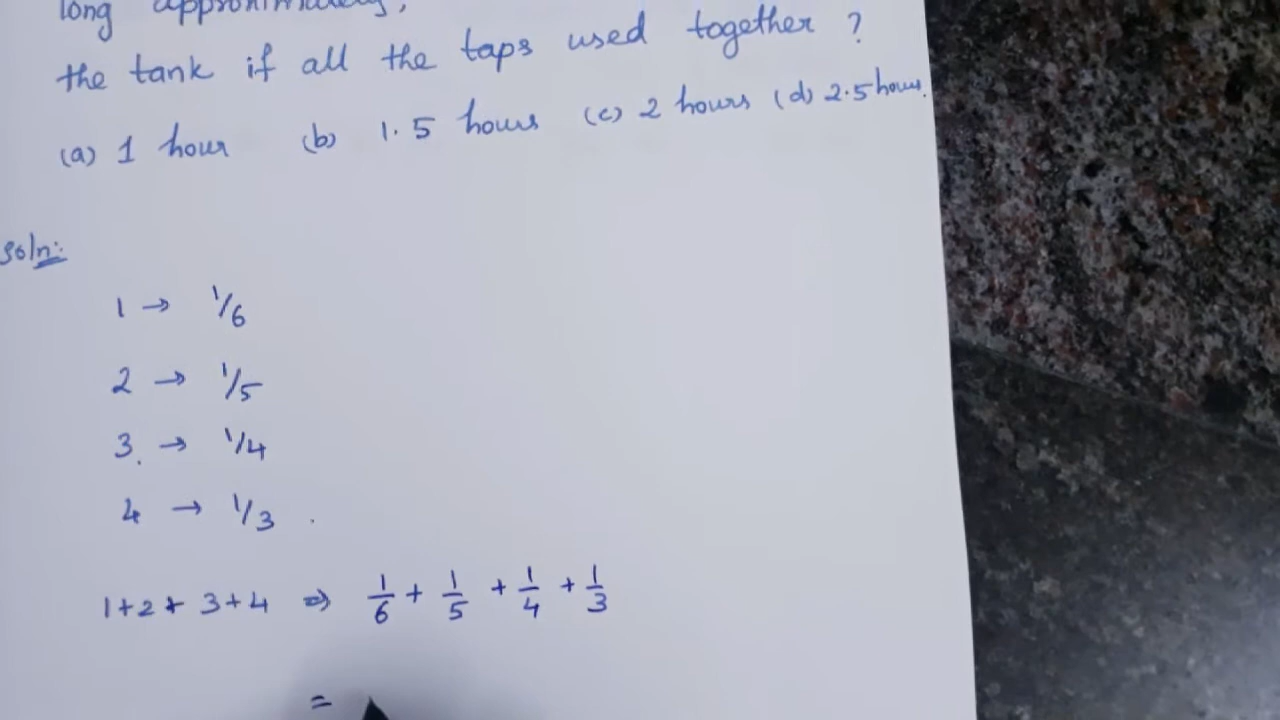 long approximately,
the tank if all the taps used together ?
(a) 1 hour (b) 1.5 hours (c) 2 hours (d) 2.5 hours.
Soln:
1 → 1/6
2 → 1/5
3. → 1/4
4 → 1/3 .
1+2+3+4 ⇒ 1/6 + 1/5 + 1/4 + 1/3
=